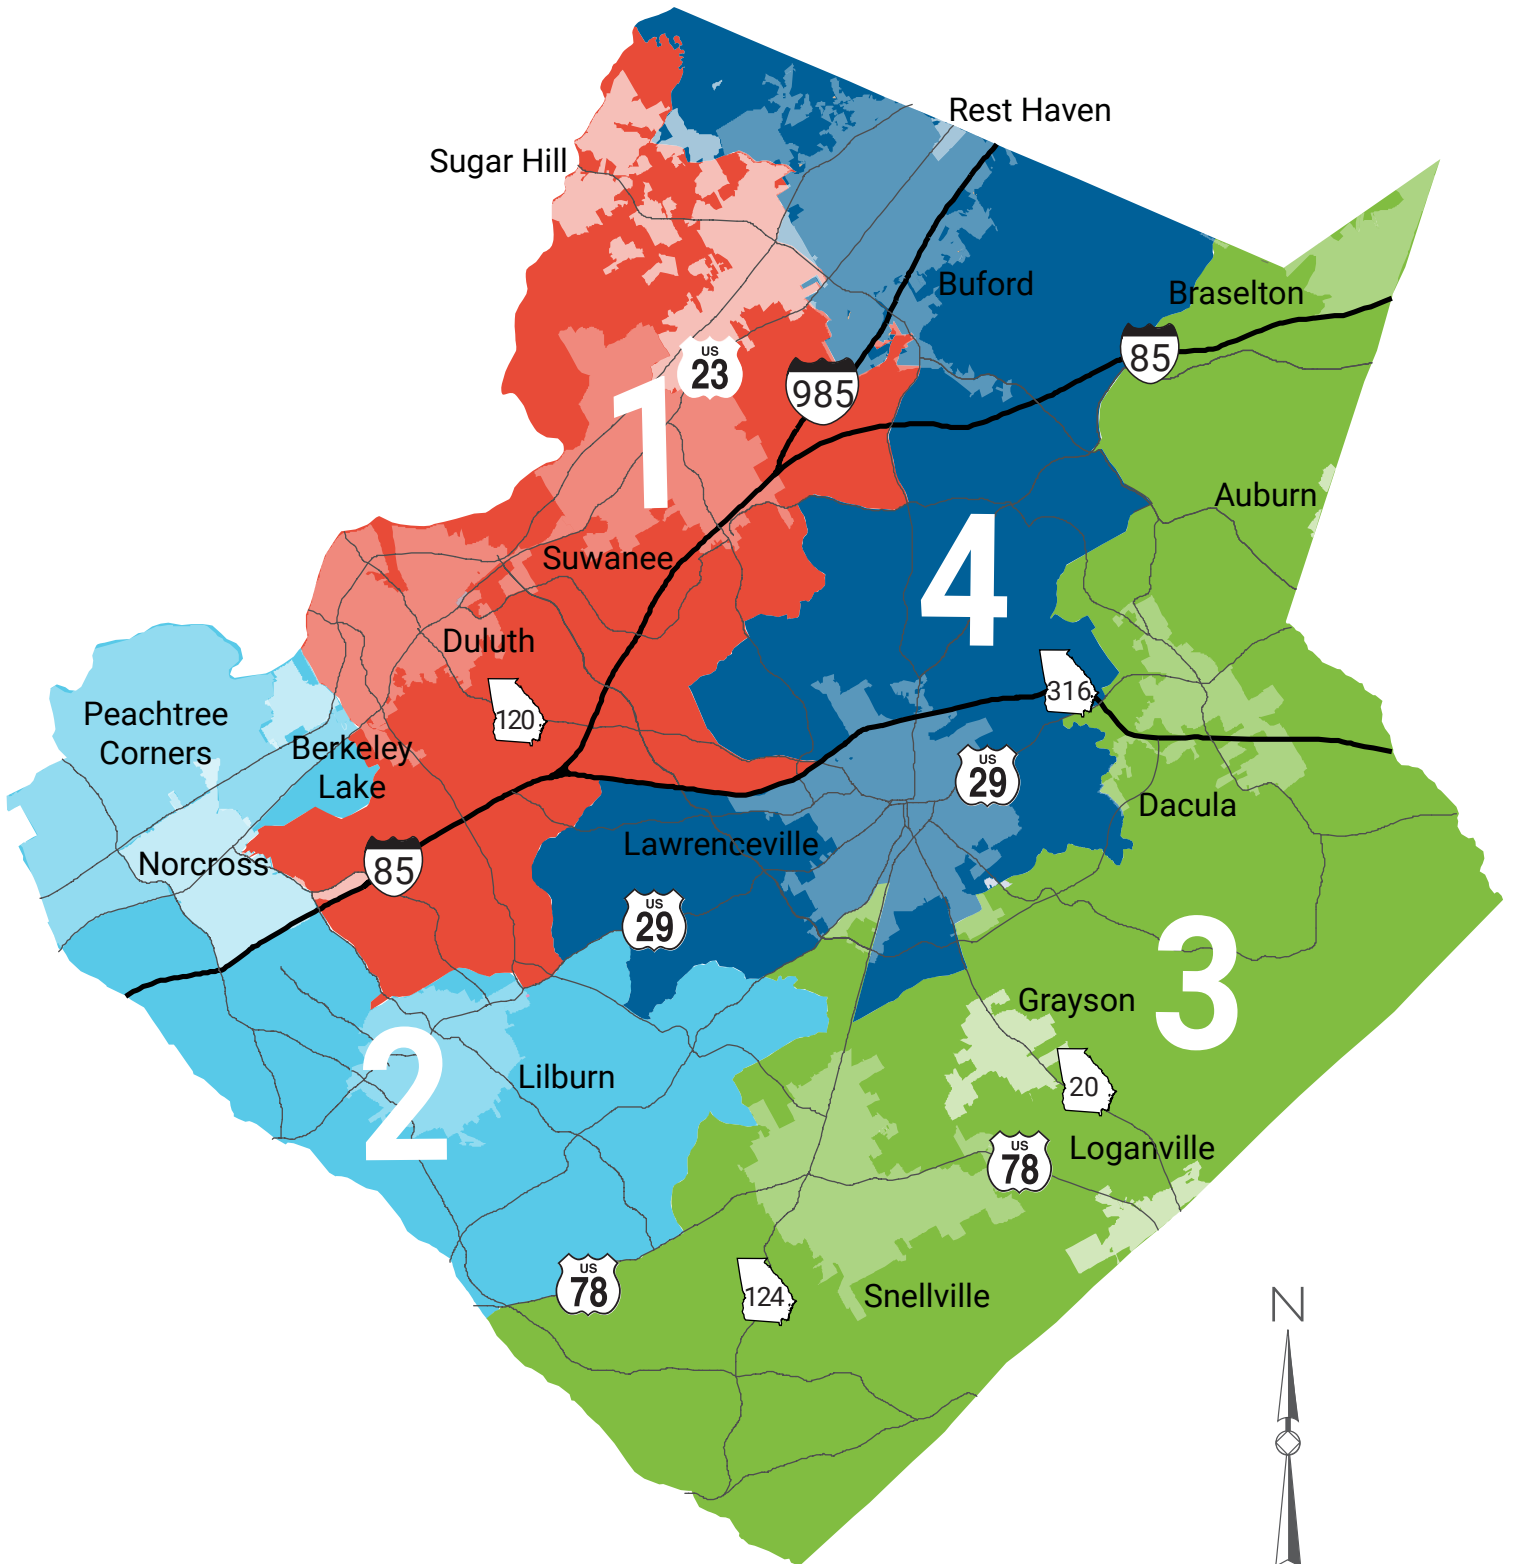 Rest Haven
Sugar Hill
Buford
Braselton
US
23
1
985
85
Auburn
4
Suwanee
Duluth
120
316
Peachtree
Corners
Berkeley
Lake
US
29
Dacula
Lawrenceville
Norcross
85
US
29
3
Grayson
2
Lilburn
20
US
78
Loganville
US
78
124
Snellville
N